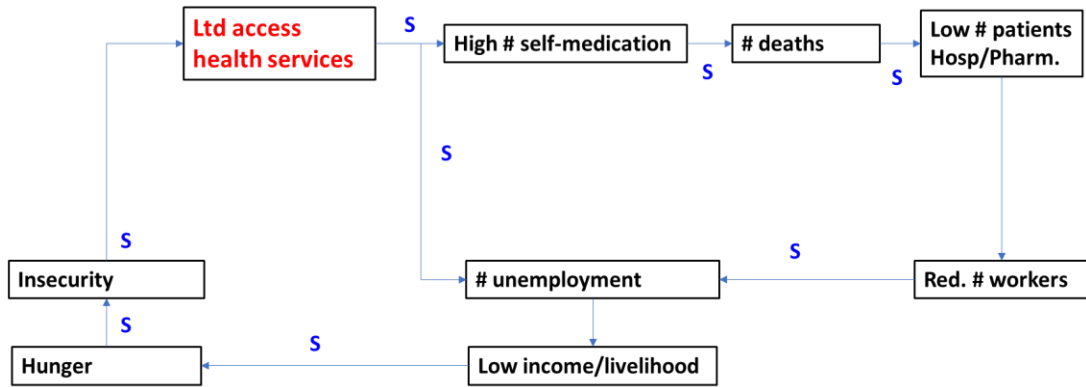 Ltd access
health services
S
High # self-medication
S
# deaths
S
Low # patients
Hosp/Pharm.
S
S
Insecurity
# unemployment
S
Red. # workers
S
Hunger
S
Low income/livelihood